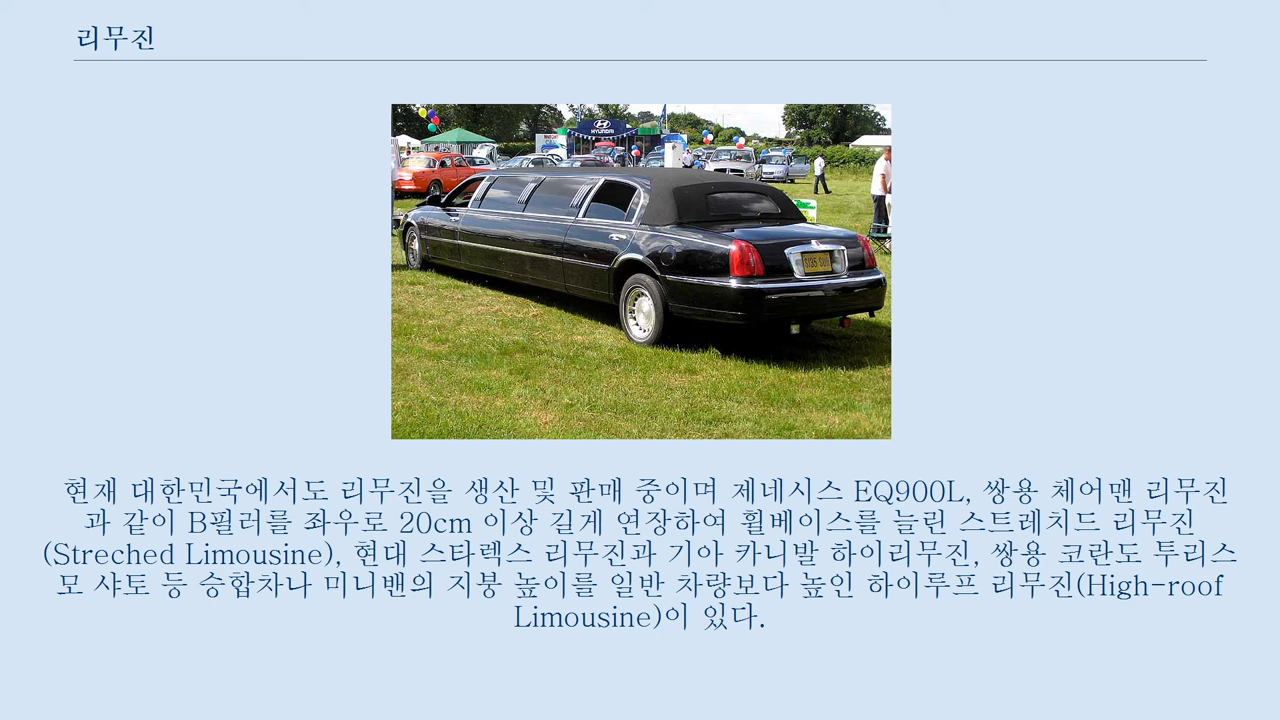 리무진
HYUNDAI
현재 대한민국에서도 리무진을 생산 및 판매 중이며 제네시스 EQ900L, 쌍용 체어맨 리무진
과 같이 B필러를 좌우로 20cm 이상 길게 연장하여 휠베이스를 늘린 스트레치드 리무진
(Streched Limousine), 현대 스타렉스 리무진과 기아 카니발 하이리무진, 쌍용 코란도 투리스
모 샤토 등 승합차나 미니밴의 지붕 높이를 일반 차량보다 높인 하이루프 리무진(High-roof
Limousine)이 있다.